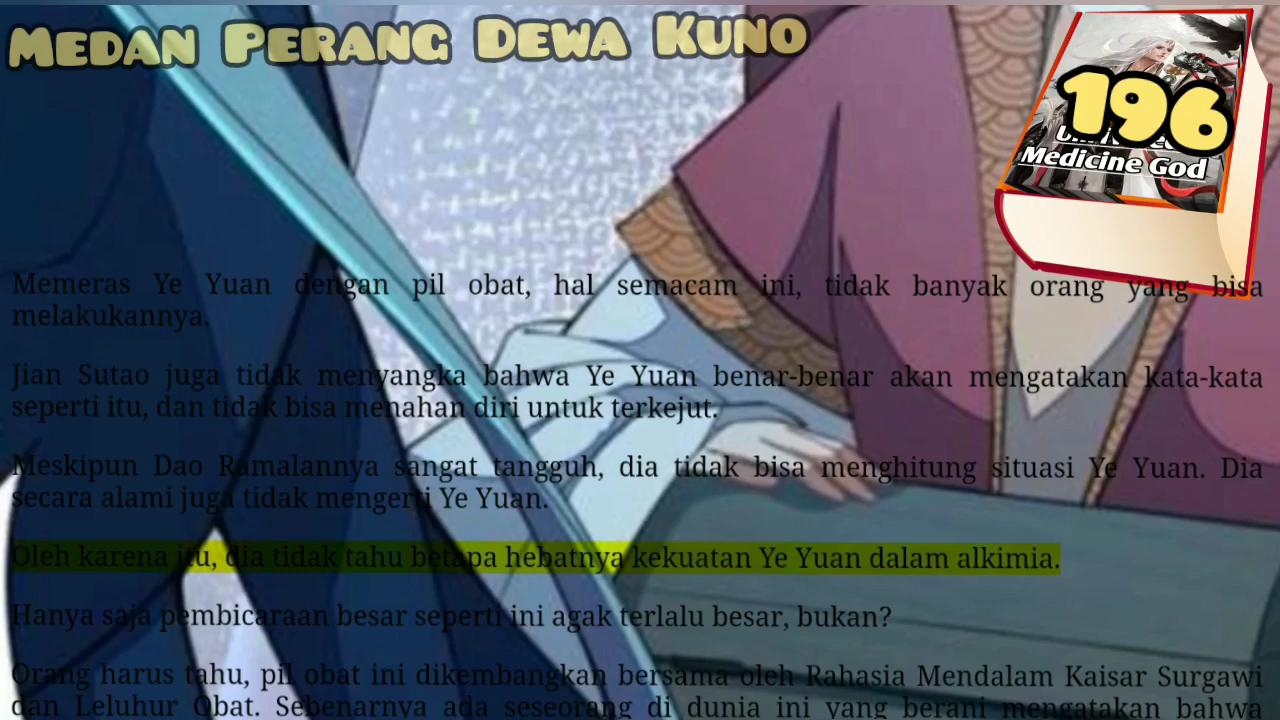 Medan Perang Dewa Kuno
196
Medicine God
Memeras Ye Yuan dengan pil obat, hal semacam ini, tidak banyak orang yang bisa
melakukannya.
Jian Sutao juga tidak menyangka bahwa Ye Yuan benar-benar akan mengatakan kata-kata
seperti itu, dan tidak bisa menahan diri untuk terkejut.
Meskipun Dao Ramalannya sangat tangguh, dia tidak bisa menghitung situasi Ye Yuan. Dia
secara alami juga tidak mengerti Ye Yuan.
Oleh karena itu, dia tidak tahu betapa hebatnya kekuatan Ye Yuan dalam alkimia.
Hanya saja pembicaraan besar seperti ini agak terlalu besar, bukan?
Orang harus tahu, pil obat ini dikembangkan bersama oleh Rahasia Mendalam Kaisar Surgawi
dan Leluhur Obat. Sebenarnya ada seseorang di dunia ini yang berani mengatakan bahwa